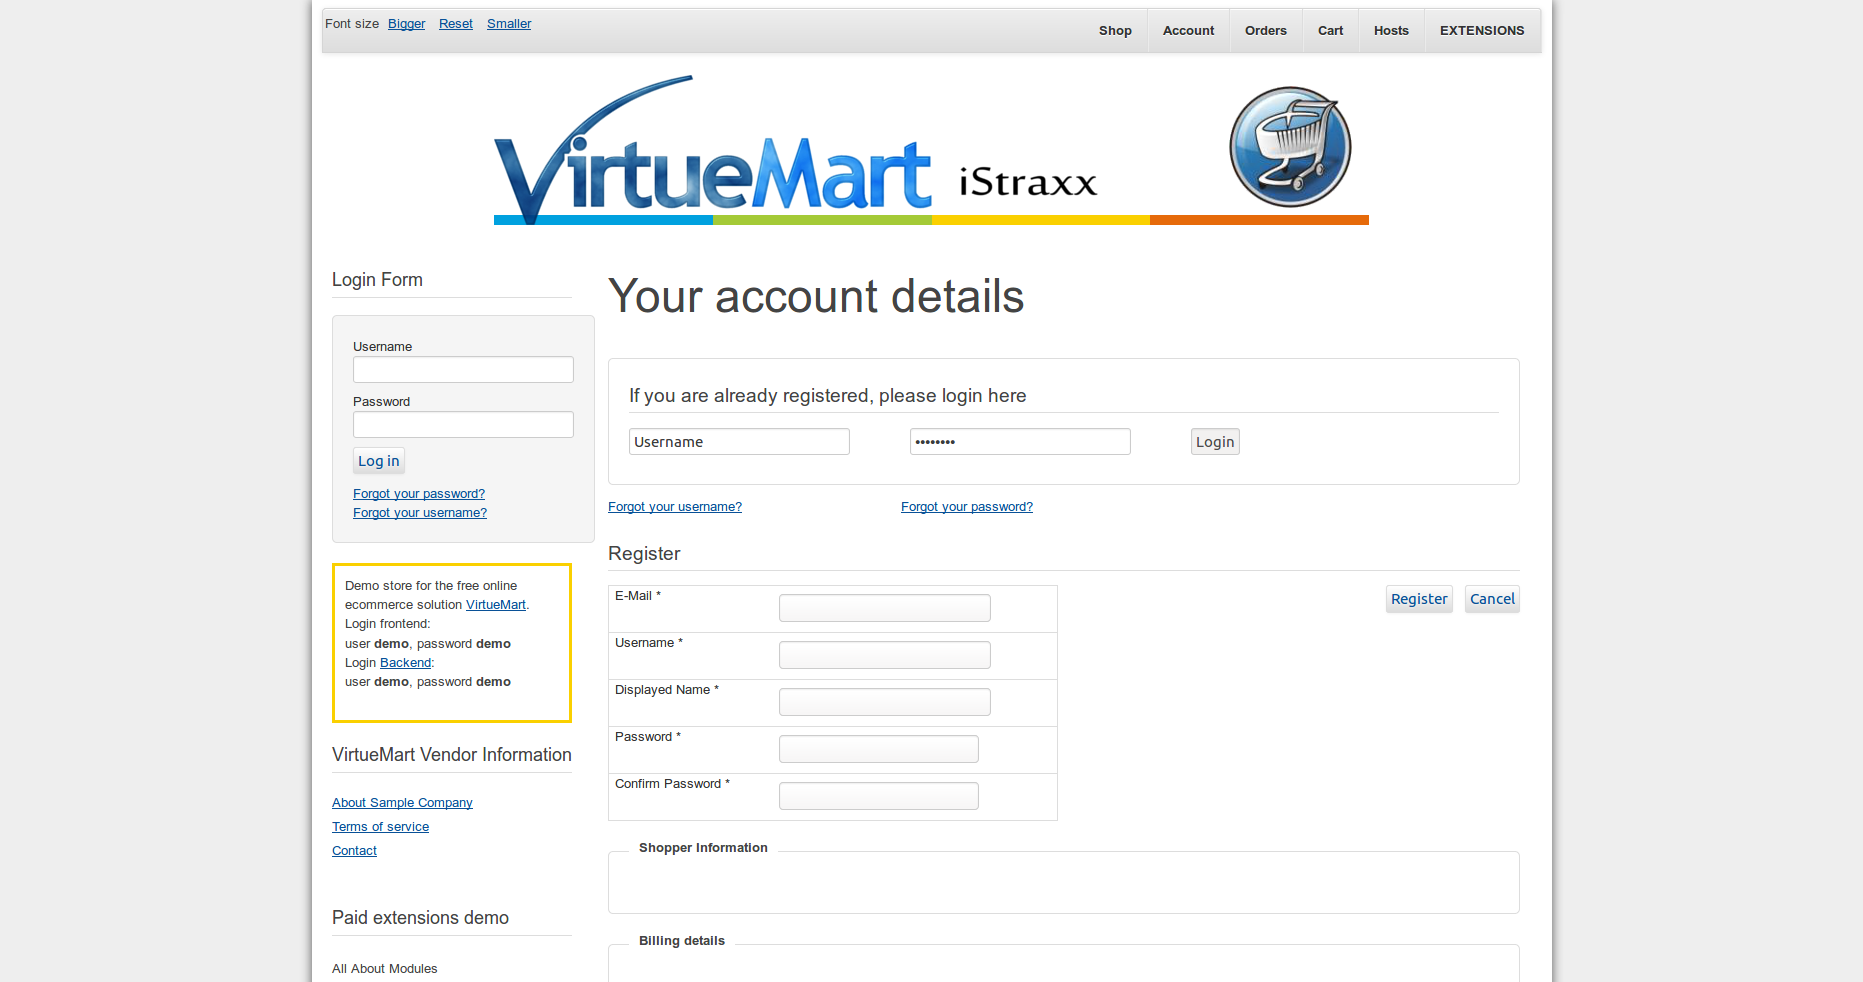 Font size Bigger Reset Smaller
Shop Account Orders Cart Hosts EXTENSIONS
VirtueMart iStraxx
Login Form
Username
Password
Log in
Forgot your password?
Forgot your username?
Demo store for the free online
ecommerce solution VirtueMart.
Login frontend:
user demo, password demo
Login Backend:
user demo, password demo
VirtueMart Vendor Information
About Sample Company
Terms of service
Contact
Paid extensions demo
All About Modules
Your account details
If you are already registered, please login here
Username •••••••• Login
Forgot your username? Forgot your password?
Register
Register Cancel
E-Mail *
Username *
Displayed Name *
Password *
Confirm Password *
Shopper Information
Billing details